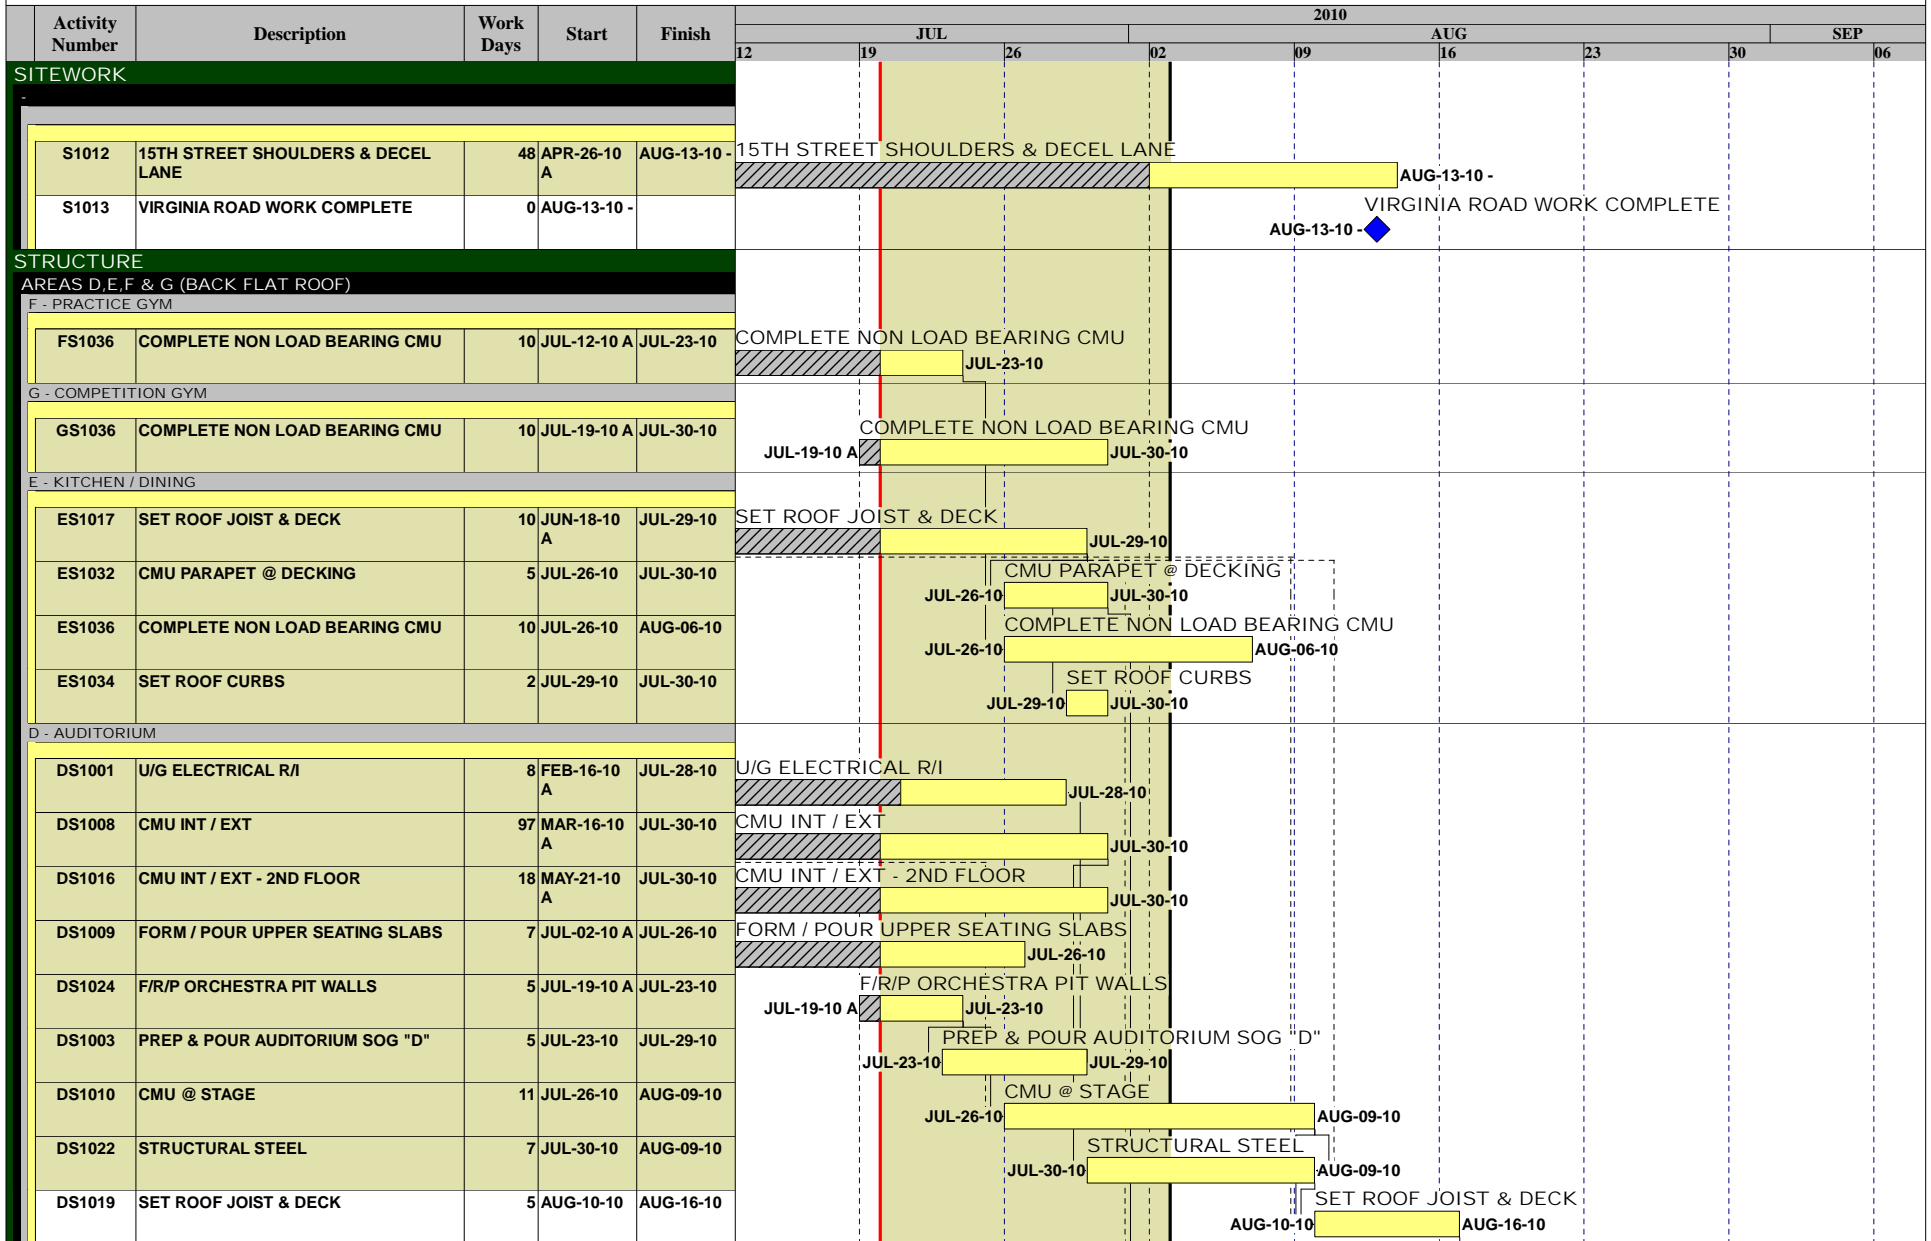 2010
Activity Number Description Work Days Start Finish JUL AUG SEP
12 19 26 02 09 16 23 30 06
SITEWORK
-
S1012 15TH STREET SHOULDERS & DECEL LANE 48 APR-26-10 A AUG-13-10 - 15TH STREET SHOULDERS & DECEL LANE
AUG-13-10 -
S1013 VIRGINIA ROAD WORK COMPLETE 0 AUG-13-10 - VIRGINIA ROAD WORK COMPLETE
AUG-13-10 -
STRUCTURE
AREAS D,E,F & G (BACK FLAT ROOF)
F - PRACTICE GYM
FS1036 COMPLETE NON LOAD BEARING CMU 10 JUL-12-10 A JUL-23-10 COMPLETE NON LOAD BEARING CMU
JUL-23-10
G - COMPETITION GYM
GS1036 COMPLETE NON LOAD BEARING CMU 10 JUL-19-10 A JUL-30-10 COMPLETE NON LOAD BEARING CMU
JUL-19-10 A JUL-30-10
E - KITCHEN / DINING
ES1017 SET ROOF JOIST & DECK 10 JUN-18-10 A JUL-29-10 SET ROOF JOIST & DECK
JUL-29-10
ES1032 CMU PARAPET @ DECKING 5 JUL-26-10 JUL-30-10 CMU PARAPET @ DECKING
JUL-26-10 JUL-30-10
ES1036 COMPLETE NON LOAD BEARING CMU 10 JUL-26-10 AUG-06-10 COMPLETE NON LOAD BEARING CMU
JUL-26-10 AUG-06-10
ES1034 SET ROOF CURBS 2 JUL-29-10 JUL-30-10 SET ROOF CURBS
JUL-29-10 JUL-30-10
D - AUDITORIUM
DS1001 U/G ELECTRICAL R/I 8 FEB-16-10 A JUL-28-10 U/G ELECTRICAL R/I
JUL-28-10
DS1008 CMU INT / EXT 97 MAR-16-10 A JUL-30-10 CMU INT / EXT
JUL-30-10
DS1016 CMU INT / EXT - 2ND FLOOR 18 MAY-21-10 A JUL-30-10 CMU INT / EXT - 2ND FLOOR
JUL-30-10
DS1009 FORM / POUR UPPER SEATING SLABS 7 JUL-02-10 A JUL-26-10 FORM / POUR UPPER SEATING SLABS
JUL-26-10
DS1024 F/R/P ORCHESTRA PIT WALLS 5 JUL-19-10 A JUL-23-10 F/R/P ORCHESTRA PIT WALLS
JUL-19-10 A JUL-23-10
DS1003 PREP & POUR AUDITORIUM SOG "D" 5 JUL-23-10 JUL-29-10 PREP & POUR AUDITORIUM SOG "D"
JUL-23-10 JUL-29-10
DS1010 CMU @ STAGE 11 JUL-26-10 AUG-09-10 CMU @ STAGE
JUL-26-10 AUG-09-10
DS1022 STRUCTURAL STEEL 7 JUL-30-10 AUG-09-10 STRUCTURAL STEEL
JUL-30-10 AUG-09-10
DS1019 SET ROOF JOIST & DECK 5 AUG-10-10 AUG-16-10 SET ROOF JOIST & DECK
AUG-10-10 AUG-16-10